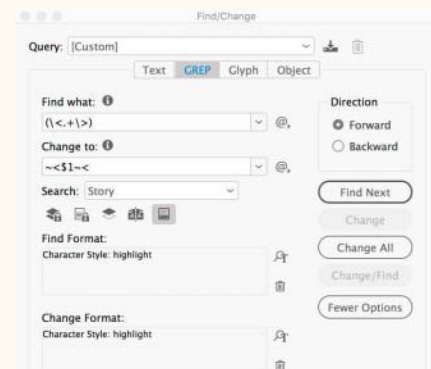 Find/Change
Query: [Custom]
Text GREP Glyph Object
Find what:
(\<.+\>)
@,
Change to:
~<$1~<
@,
Search: Story
Find Format:
Character Style: highlight
Change Format:
Character Style: highlight
Direction
Forward
Backward
Find Next
Change
Change All
Change/Find
Fewer Options